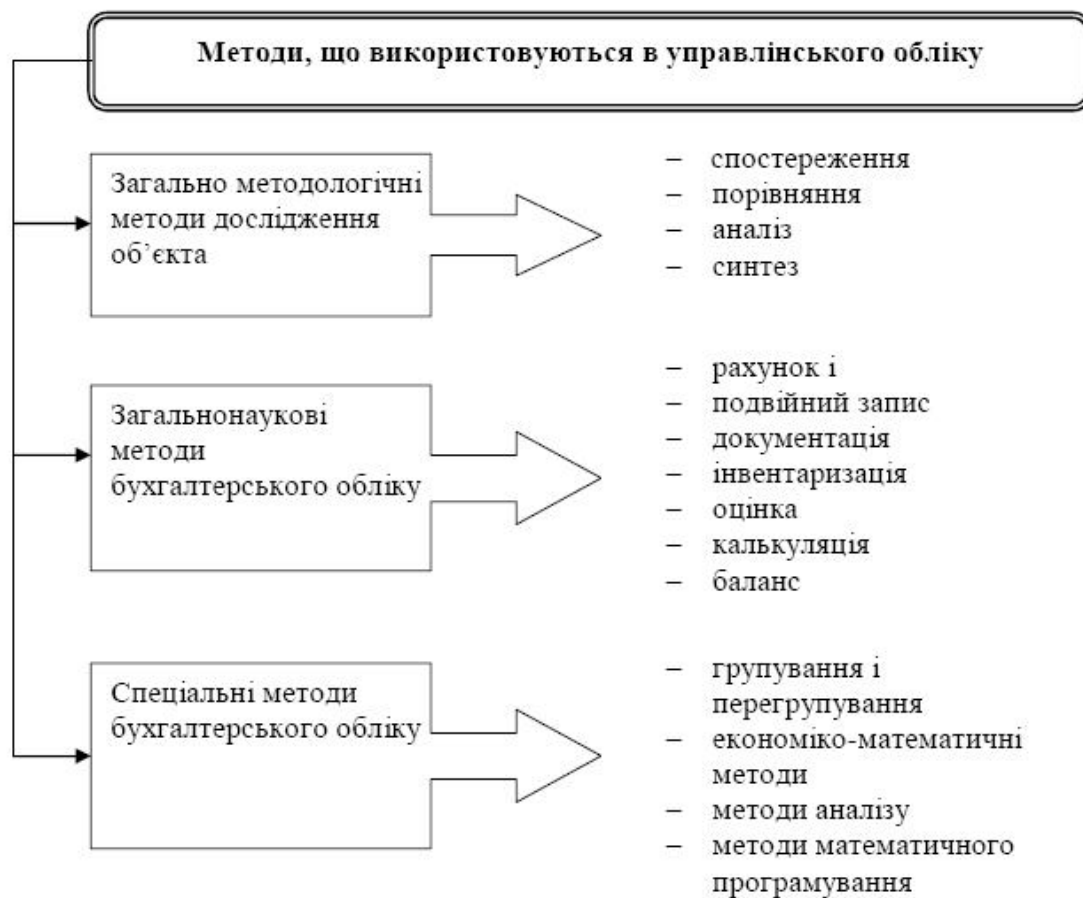 Методи, що використовуються в управлінського обліку
Загально методологічні
методи дослідження
об’єкта
– спостереження
– порівняння
– аналіз
– синтез
Загальнонаукові
методи
бухгалтерського обліку
– рахунок і
– подвійний запис
– документація
– інвентаризація
– оцінка
– калькуляція
– баланс
Спеціальні методи
бухгалтерського обліку
– групування і
перегрупування
– економіко-математичні
методи
– методи аналізу
– методи математичного
програмування